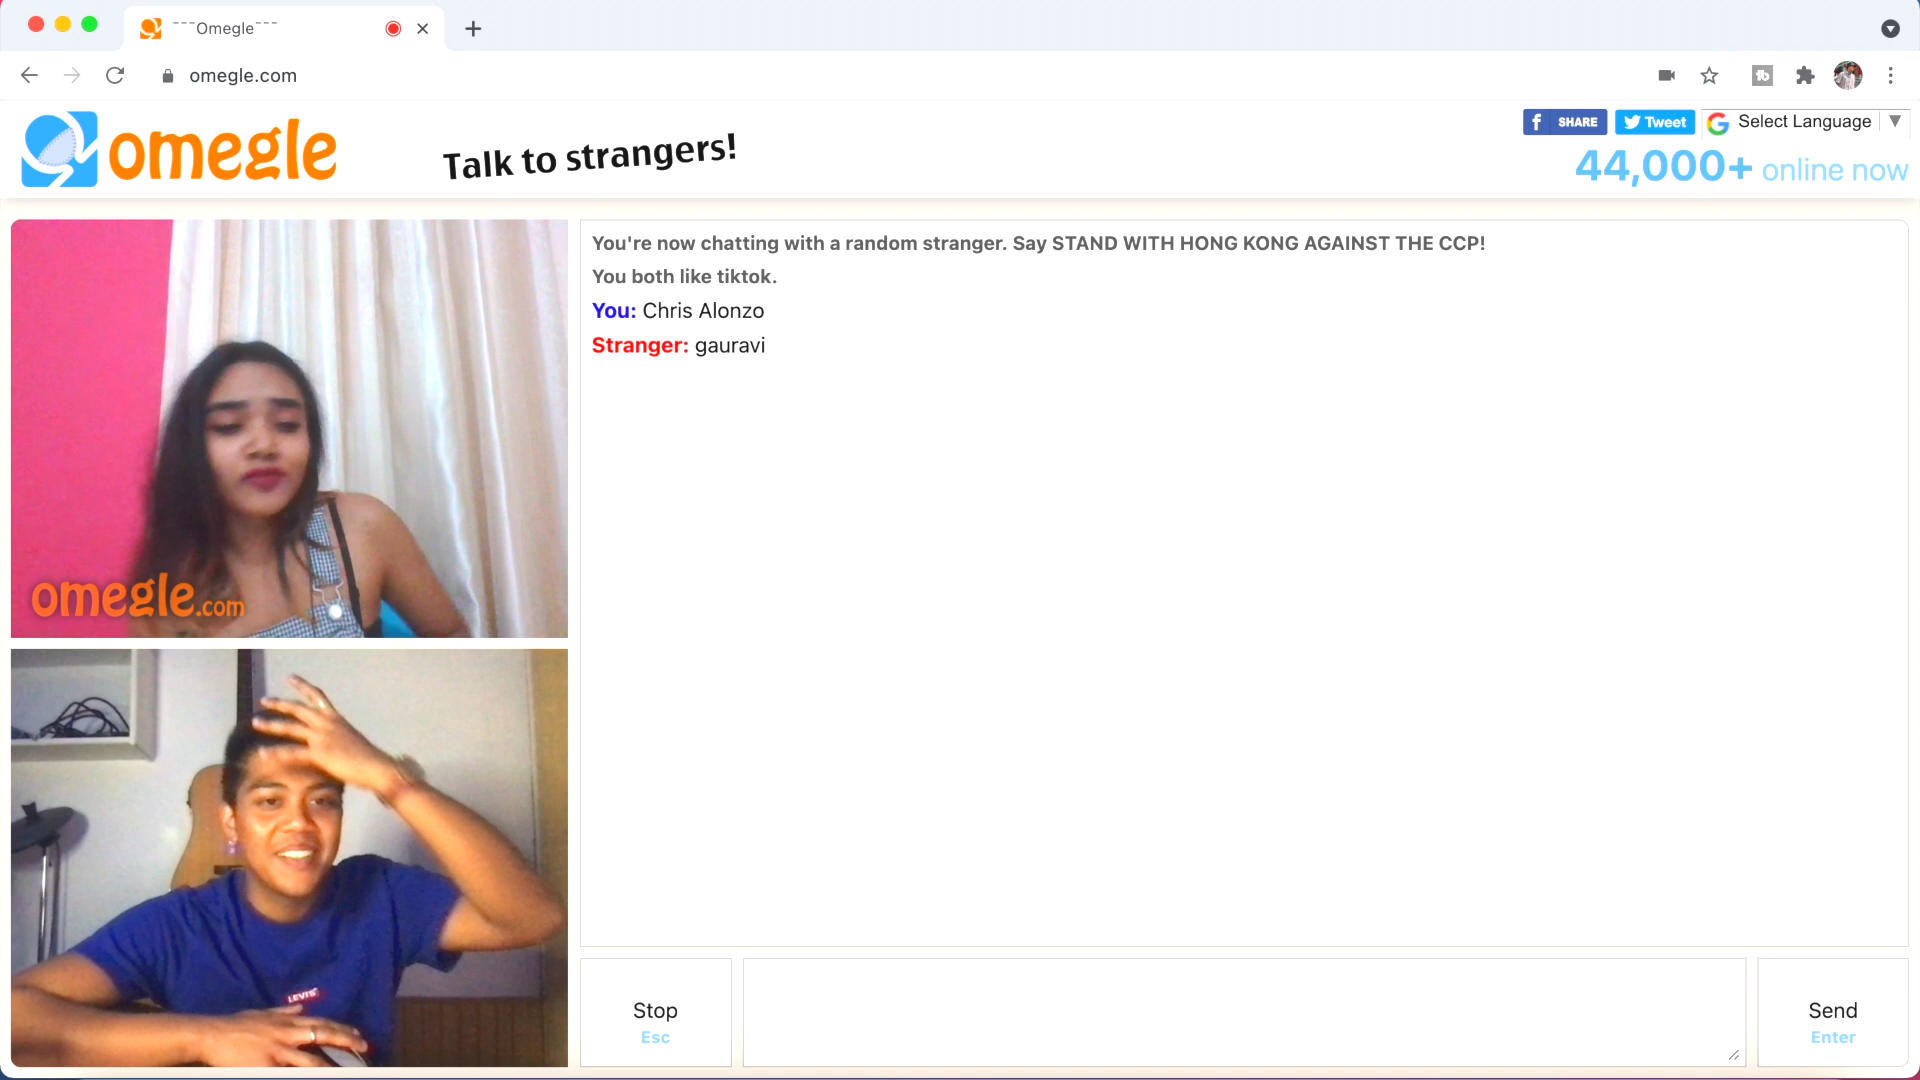 Omegle
omegle.com
omegle
Talk to strangers!
SHARE
Tweet
Select Language
44,000+ online now
You're now chatting with a random stranger. Say STAND WITH HONG KONG AGAINST THE CCP!
You both like tiktok.
You: Chris Alonzo
Stranger: gauravi
omegle.com
LEVI'S
Stop
Esc
Send
Enter